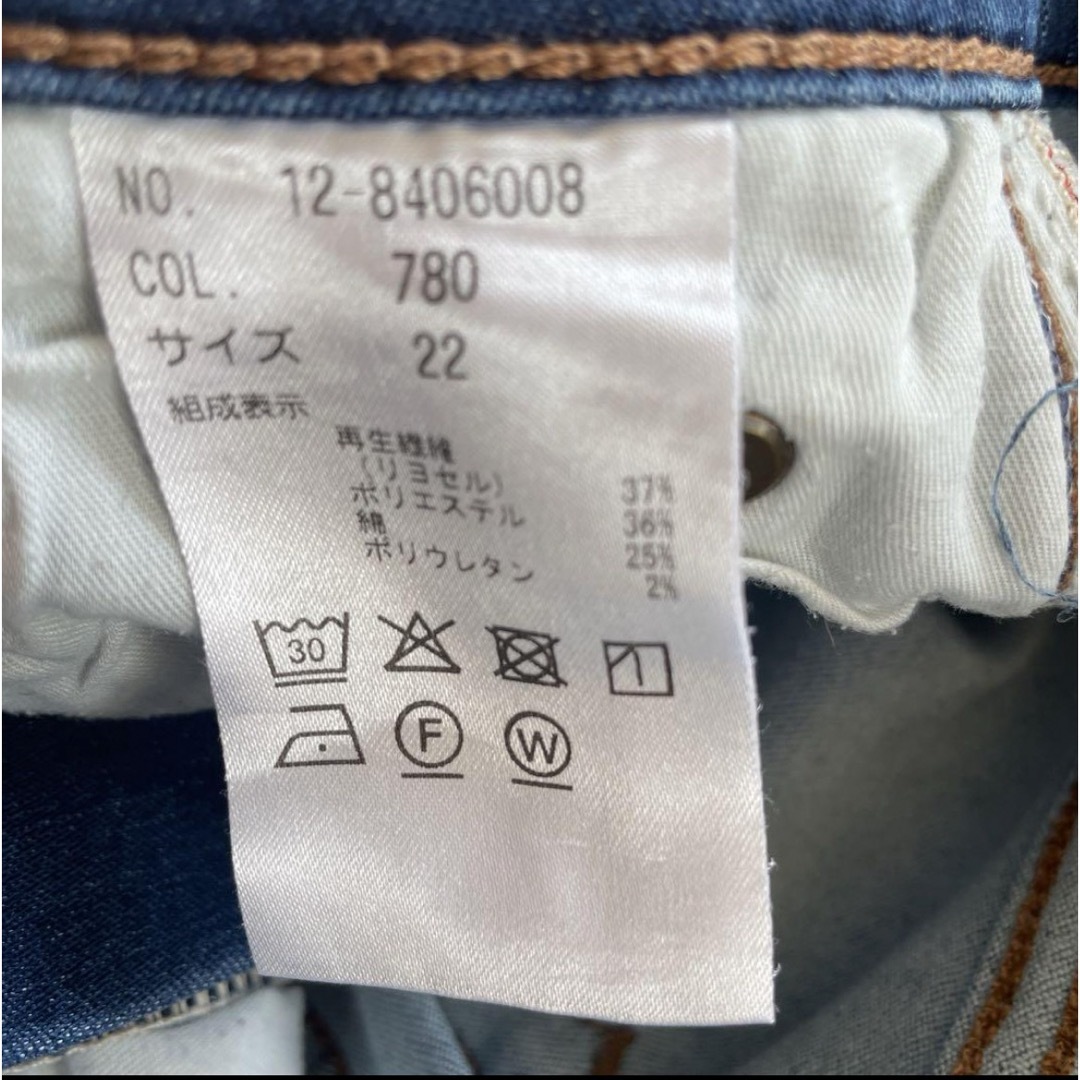 NO. 12-8406008
COL. 780
サイズ 22
組成表示
再生繊維
(リヨセル) 37%
ポリエステル 36%
綿 25%
ポリウレタン 2%
30
F
W